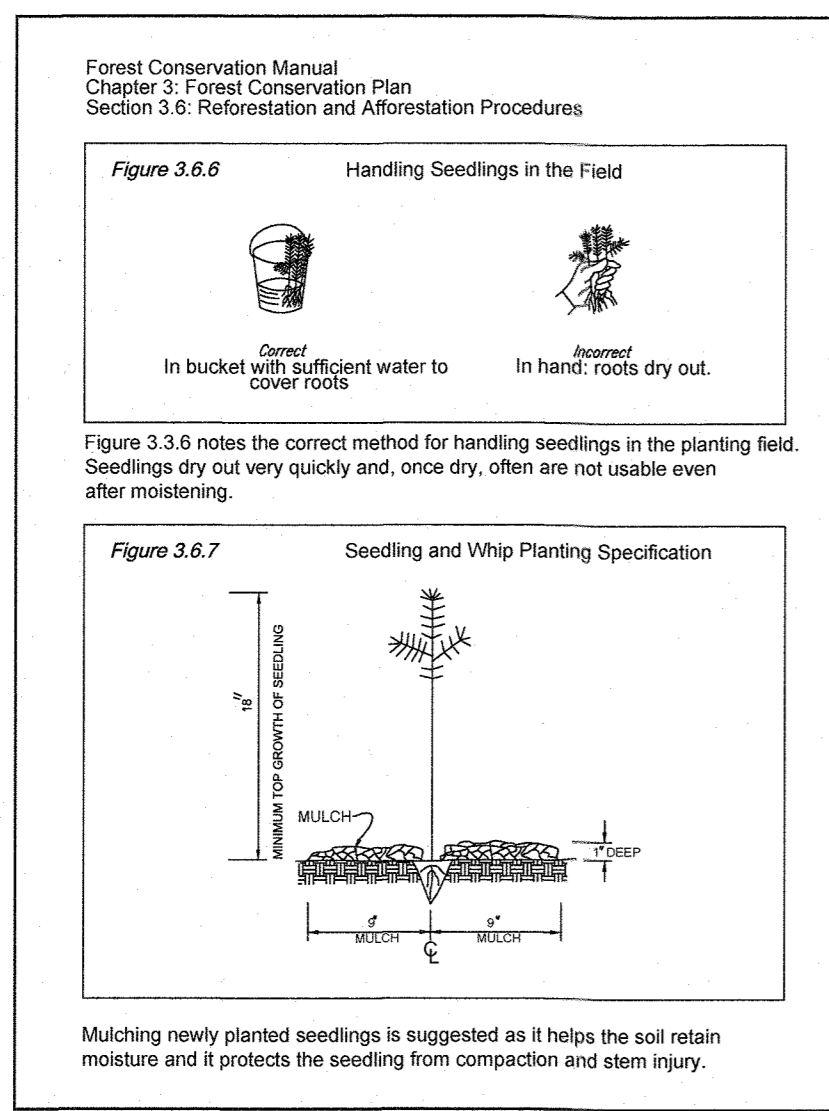 Forest Conservation Manual
Chapter 3: Forest Conservation Plan
Section 3.6: Reforestation and Afforestation Procedures
Figure 3.6.6 Handling Seedlings in the Field
Correct
In bucket with sufficient water to
cover roots
Incorrect
In hand: roots dry out.
Figure 3.3.6 notes the correct method for handling seedlings in the planting field.
Seedlings dry out very quickly and, once dry, often are not usable even
after moistening.
Figure 3.6.7 Seedling and Whip Planting Specification
18"
MINIMUM TOP GROWTH OF SEEDLING
MULCH
1" DEEP
9"
MULCH
9"
MULCH
℄
Mulching newly planted seedlings is suggested as it helps the soil retain
moisture and it protects the seedling from compaction and stem injury.